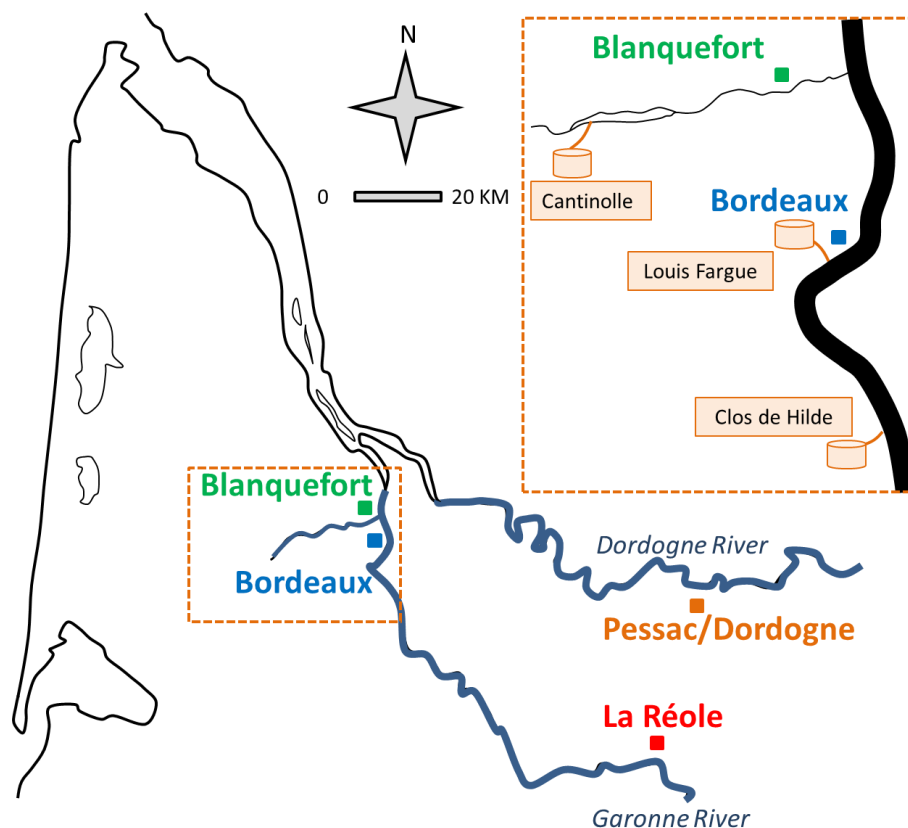 N
0 20 KM
Blanquefort
Cantinolle
Bordeaux
Louis Fargue
Clos de Hilde
Blanquefort
Bordeaux
Dordogne River
Pessac/Dordogne
La Réole
Garonne River